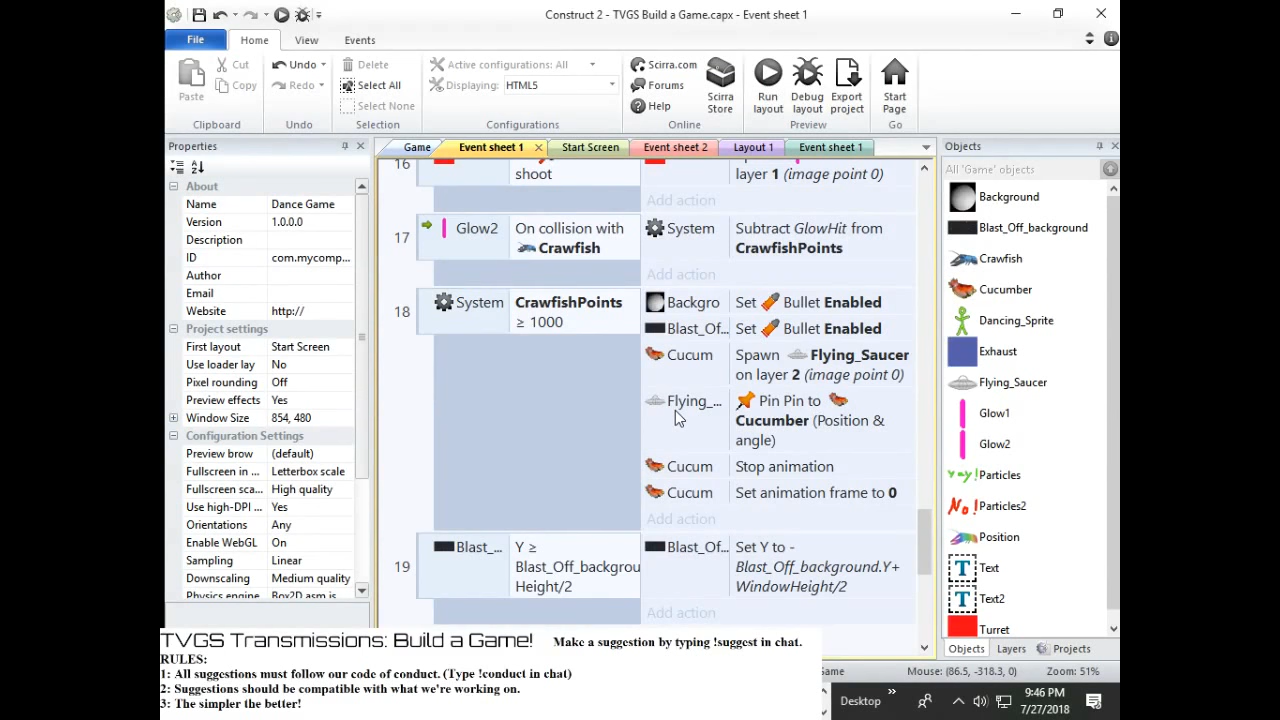 Construct 2 - TVGS Build a Game.capx - Event sheet 1
File Home View Events
Paste
Cut
Copy
Clipboard
Undo
Redo
Undo
Delete
Select All
Select None
Selection
Active configurations: All
Displaying: HTML5
Configurations
Scirra.com
Forums
Help
Scirra Store
Online
Run layout
Debug layout
Export project
Preview
Start Page
Go
Properties
About
Name Dance Game
Version 1.0.0.0
Description
ID com.mycomp...
Author
Email
Website http://
Project settings
First layout Start Screen
Use loader lay No
Pixel rounding Off
Preview effects Yes
Window Size 854, 480
Configuration Settings
Preview brow (default)
Fullscreen in ... Letterbox scale
Fullscreen sca... High quality
Use high-DPI ... Yes
Orientations Any
Enable WebGL On
Sampling Linear
Downscaling Medium quality
Physics engine Box2D asm.js
Game Event sheet 1 Start Screen Event sheet 2 Layout 1 Event sheet 1
16
shoot
layer 1 (image point 0)
Add action
17 Glow2 On collision with
Crawfish
System Subtract GlowHit from
CrawfishPoints
Add action
18 System CrawfishPoints
≥ 1000
Backgro Set Bullet Enabled
Blast_Of... Set Bullet Enabled
Cucum Spawn Flying_Saucer
on layer 2 (image point 0)
Flying_... Pin Pin to
Cucumber (Position &
angle)
Cucum Stop animation
Cucum Set animation frame to 0
Add action
19 Blast_... Y ≥
Blast_Off_backgrou
Height/2
Blast_Of... Set Y to -
Blast_Off_background.Y+
WindowHeight/2
Add action
Objects
All 'Game' objects
Background
Blast_Off_background
Crawfish
Cucumber
Dancing_Sprite
Exhaust
Flying_Saucer
Glow1
Glow2
Particles
Particles2
Position
Text
Text2
Turret
Objects Layers Projects
Mouse: (86.5, -318.3, 0) Zoom: 51%
TVGS Transmissions: Build a Game! Make a suggestion by typing !suggest in chat.
RULES:
1: All suggestions must follow our code of conduct. (Type !conduct in chat)
2: Suggestions should be compatible with what we're working on.
3: The simpler the better!
Desktop
9:46 PM
7/27/2018